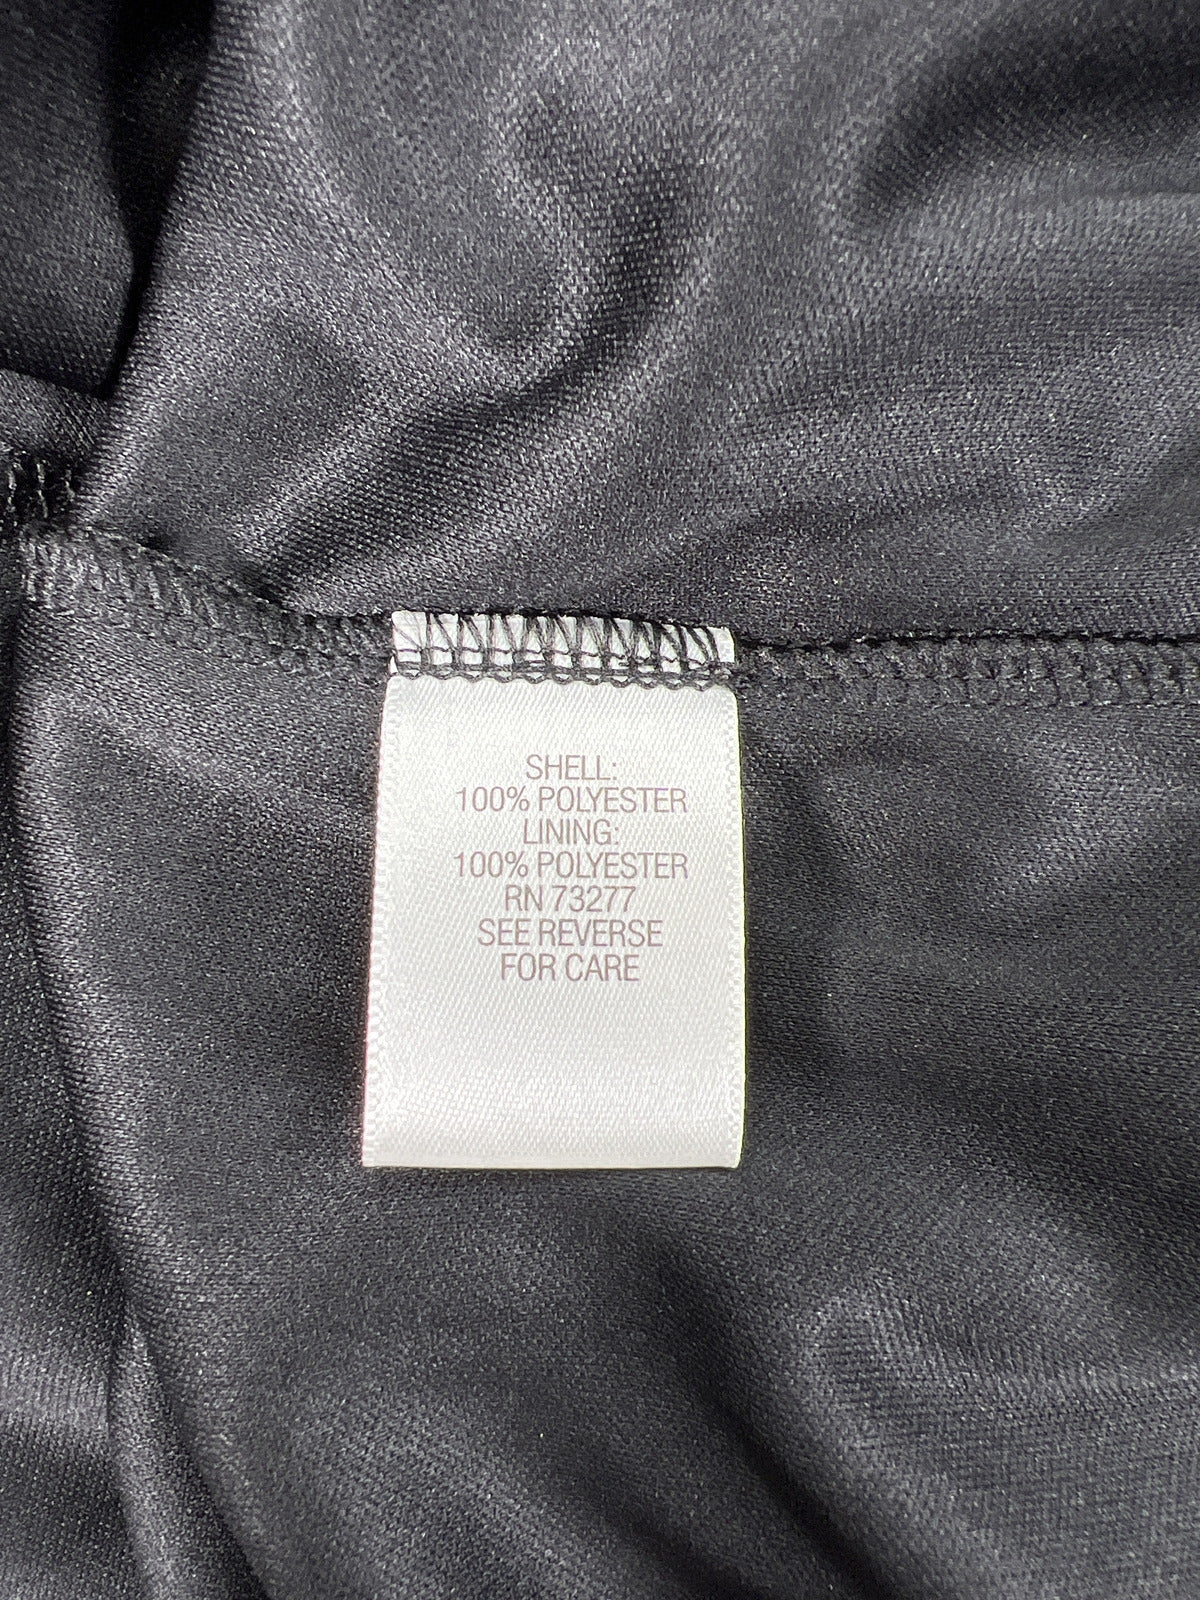 SHELL:
100% POLYESTER
LINING:
100% POLYESTER
RN 73277
SEE REVERSE
FOR CARE